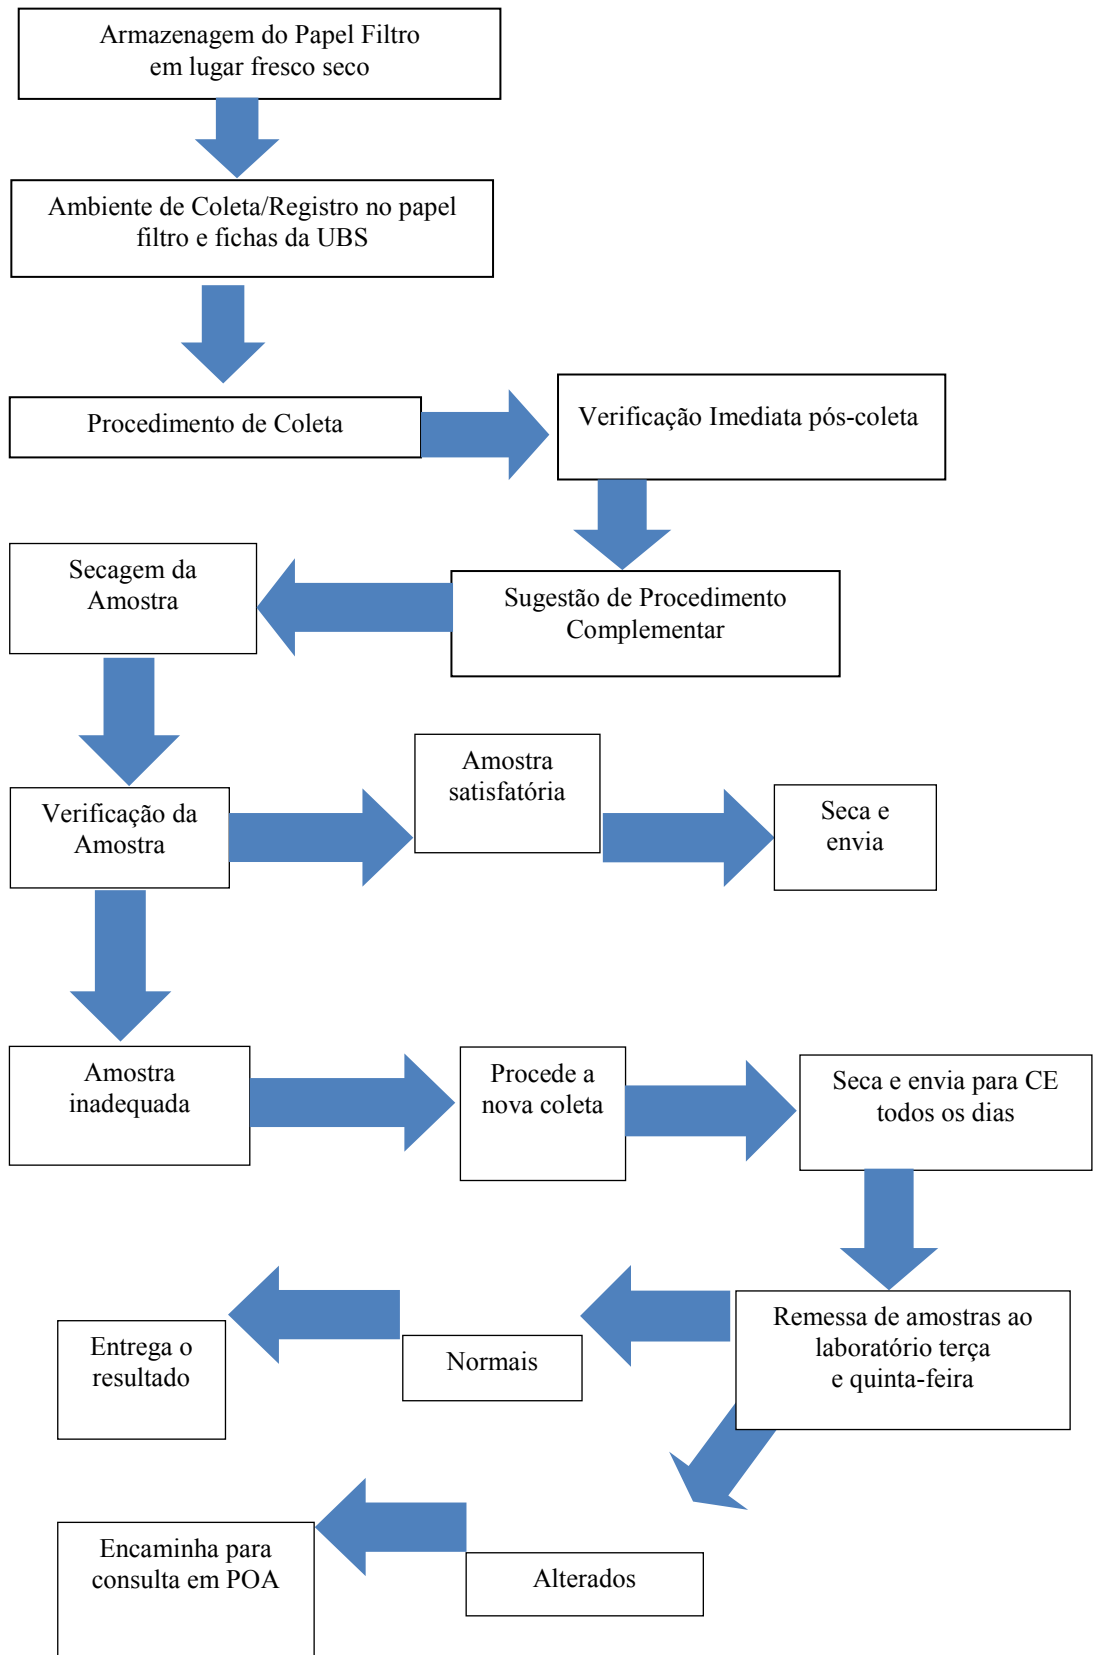 Armazenagem do Papel Filtro
em lugar fresco seco
Ambiente de Coleta/Registro no papel
filtro e fichas da UBS
Procedimento de Coleta
Verificação Imediata pós-coleta
Sugestão de Procedimento
Complementar
Secagem da
Amostra
Verificação da
Amostra
Amostra
satisfatória
Seca e
envia
Amostra
inadequada
Procede a
nova coleta
Seca e envia para CE
todos os dias
Remessa de amostras ao
laboratório terça
e quinta-feira
Normais
Entrega o
resultado
Alterados
Encaminha para
consulta em POA